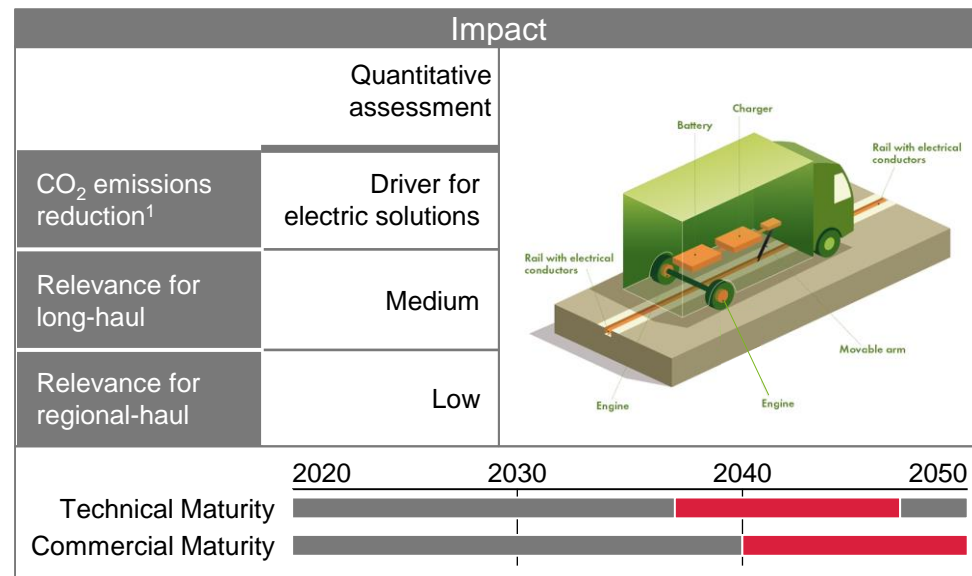 Impact
Quantitative
assessment
CO₂ emissions
reduction¹
Driver for
electric solutions
Relevance for
long-haul
Medium
Relevance for
regional-haul
Low
Charger
Battery
Rail with electrical
conductors
Rail with electrical
conductors
Movable arm
Engine
Engine
2020 2030 2040 2050
Technical Maturity
Commercial Maturity